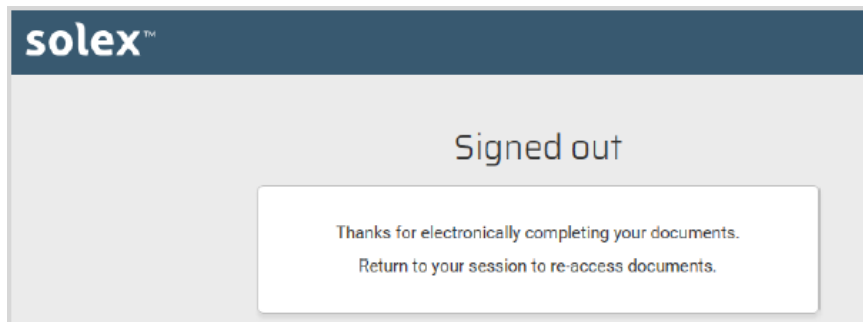 solex™
Signed out
Thanks for electronically completing your documents.
Return to your session to re-access documents.